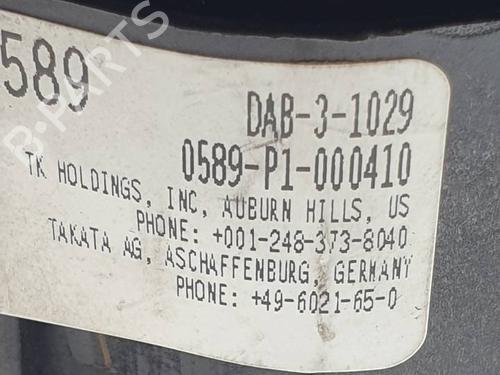 589
DAB-3-1029
0589-P1-000410
TK HOLDINGS, INC, AUBURN HILLS, US
PHONE: +001-248-373-8040
TAKATA AG, ASCHAFFENBURG, GERMANY
PHONE: +49-6021-65-0
B-PARTS